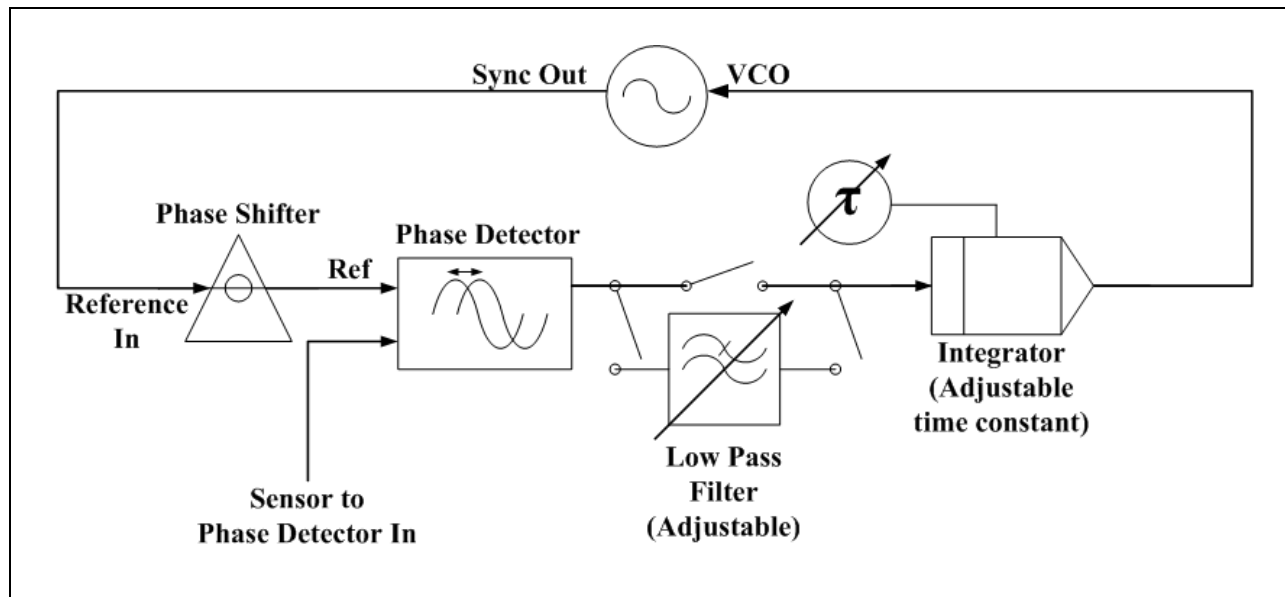 Sync Out
VCO
τ
Phase Shifter
Phase Detector
Ref
Reference
In
Integrator
(Adjustable
time constant)
Low Pass
Filter
(Adjustable)
Sensor to
Phase Detector In